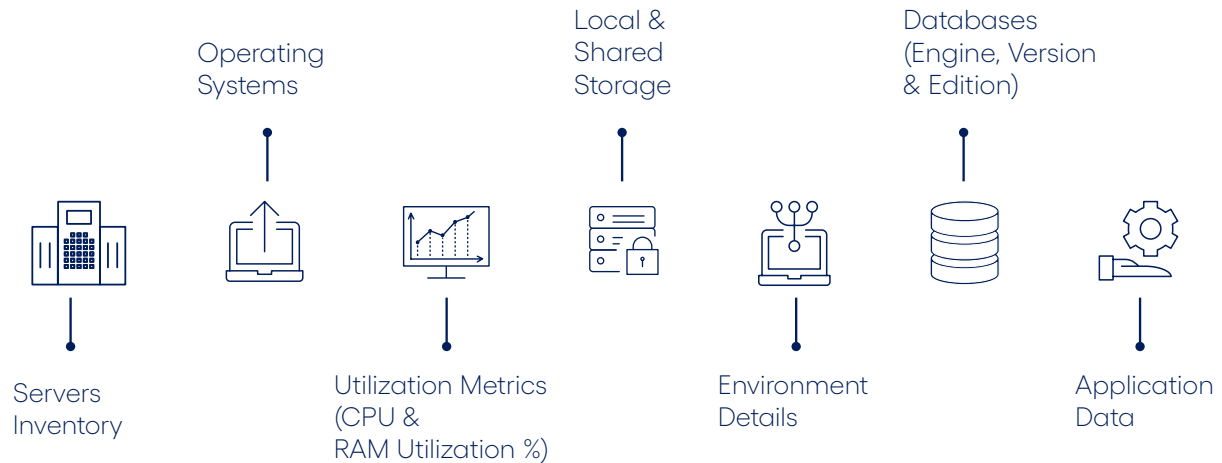 Servers
Inventory
Operating
Systems
Utilization Metrics
(CPU &
RAM Utilization %)
Local &
Shared
Storage
Environment
Details
Databases
(Engine, Version
& Edition)
Application
Data